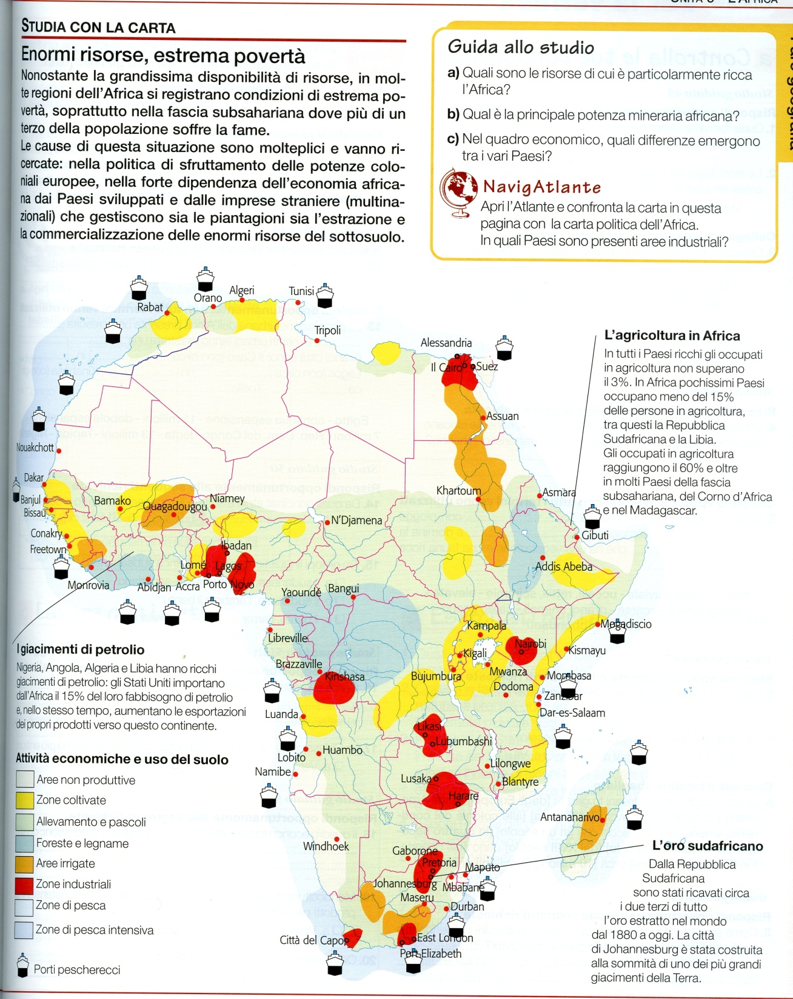 UNITÀ 3 L'AFRICA
STUDIA CON LA CARTA
Enormi risorse, estrema povertà
Nonostante la grandissima disponibilità di risorse, in mol-
te regioni dell'Africa si registrano condizioni di estrema po-
vertà, soprattutto nella fascia subsahariana dove più di un
terzo della popolazione soffre la fame.
Le cause di questa situazione sono molteplici e vanno ri-
cercate: nella politica di sfruttamento delle potenze colo-
niali europee, nella forte dipendenza dell'economia africa-
na dai Paesi sviluppati e dalle imprese straniere (multina-
zionali) che gestiscono sia le piantagioni sia l'estrazione e
la commercializzazione delle enormi risorse del sottosuolo.
Guida allo studio
a) Quali sono le risorse di cui è particolarmente ricca
l'Africa?
b) Qual è la principale potenza mineraria africana?
c) Nel quadro economico, quali differenze emergono
tra i vari Paesi?
NavigAtlante
Apri l'Atlante e confronta la carta in questa
pagina con la carta politica dell'Africa.
In quali Paesi sono presenti aree industriali?
geografia
Rabat
Orano
Algeri
Tunisi
Tripoli
Alessandria
Il Cairo
Suez
Assuan
Nouakchott
Dakar
Banjul
Bissau
Bamako
Ouagadougou
Niamey
N'Djamena
Khartoum
Asmara
Gibuti
Conakry
Freetown
Monrovia
Abidjan
Accra
Lomé
Porto Novo
Ibadan
Lagos
Yaoundé
Bangui
Addis Abeba
Libreville
Brazzaville
Kinshasa
Kampala
Nairobi
Mogadiscio
Kismayu
Kigali
Bujumbura
Mwanza
Mombasa
Dodoma
Zanzibar
Dar-es-Salaam
Luanda
Lobito
Huambo
Namibe
Likasi
Lubumbashi
Lusaka
Harare
Lilongwe
Blantyre
Antananarivo
Windhoek
Gaborone
Pretoria
Johannesburg
Maputo
Mbabane
Maseru
Durban
Città del Capo
East London
Port Elizabeth
L'agricoltura in Africa
In tutti i Paesi ricchi gli occupati
in agricoltura non superano
il 3%. In Africa pochissimi Paesi
occupano meno del 15%
delle persone in agricoltura,
tra questi la Repubblica
Sudafricana e la Libia.
Gli occupati in agricoltura
raggiungono il 60% e oltre
in molti Paesi della fascia
subsahariana, del Corno d'Africa
e nel Madagascar.
I giacimenti di petrolio
Nigeria, Angola, Algeria e Libia hanno ricchi
giacimenti di petrolio: gli Stati Uniti importano
dall'Africa il 15% del loro fabbisogno di petrolio
e, nello stesso tempo, aumentano le esportazioni
dei propri prodotti verso questo continente.
Attività economiche e uso del suolo
Aree non produttive
Zone coltivate
Allevamento e pascoli
Foreste e legname
Aree irrigate
Zone industriali
Zone di pesca
Zone di pesca intensiva
Porti pescherecci
L'oro sudafricano
Dalla Repubblica
Sudafricana
sono stati ricavati circa
i due terzi di tutto
l'oro estratto nel mondo
dal 1880 a oggi. La città
di Johannesburg è stata costruita
alla sommità di uno dei più grandi
giacimenti della Terra.